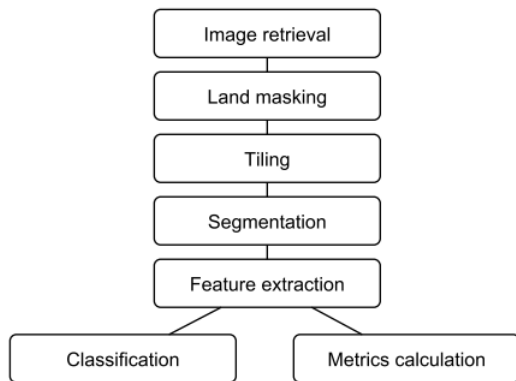 Image retrieval
Land masking
Tiling
Segmentation
Feature extraction
Classification
Metrics calculation